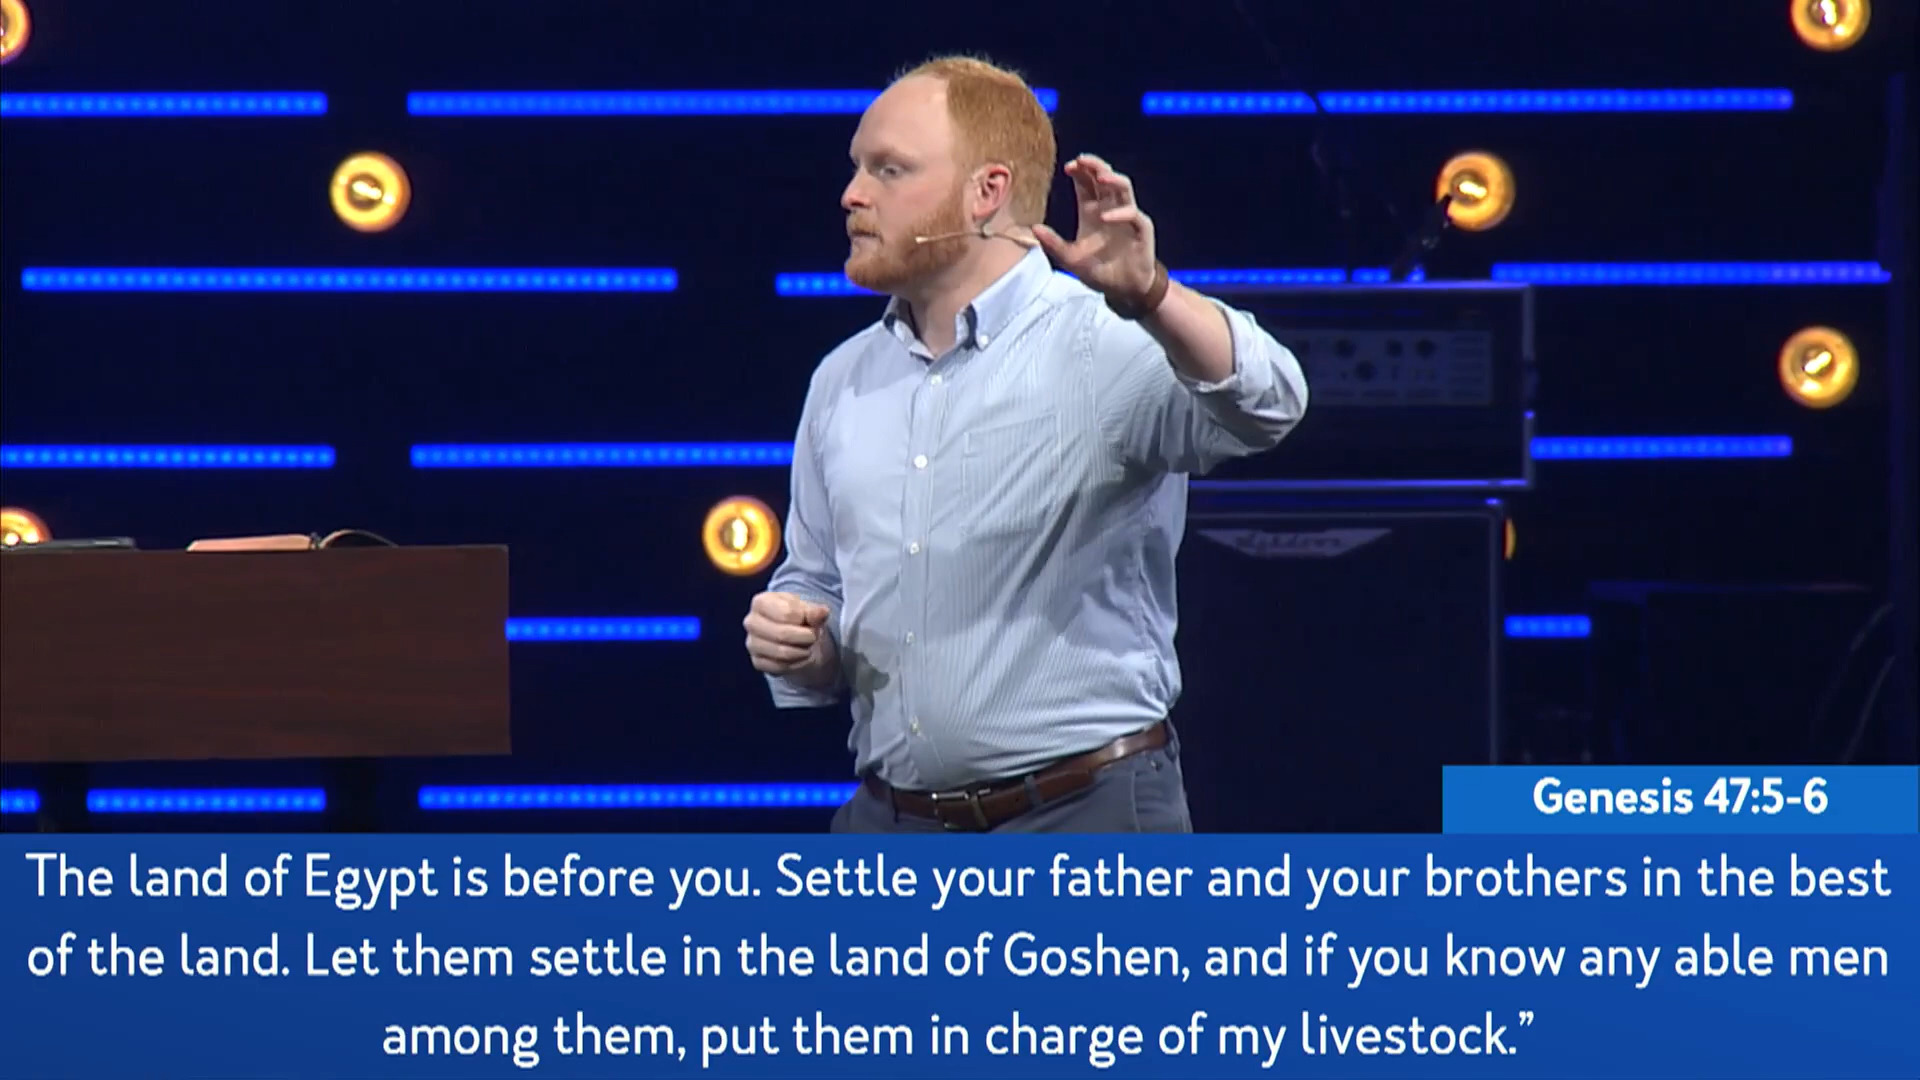 Genesis 47:5-6
The land of Egypt is before you. Settle your father and your brothers in the best
of the land. Let them settle in the land of Goshen, and if you know any able men
among them, put them in charge of my livestock.”